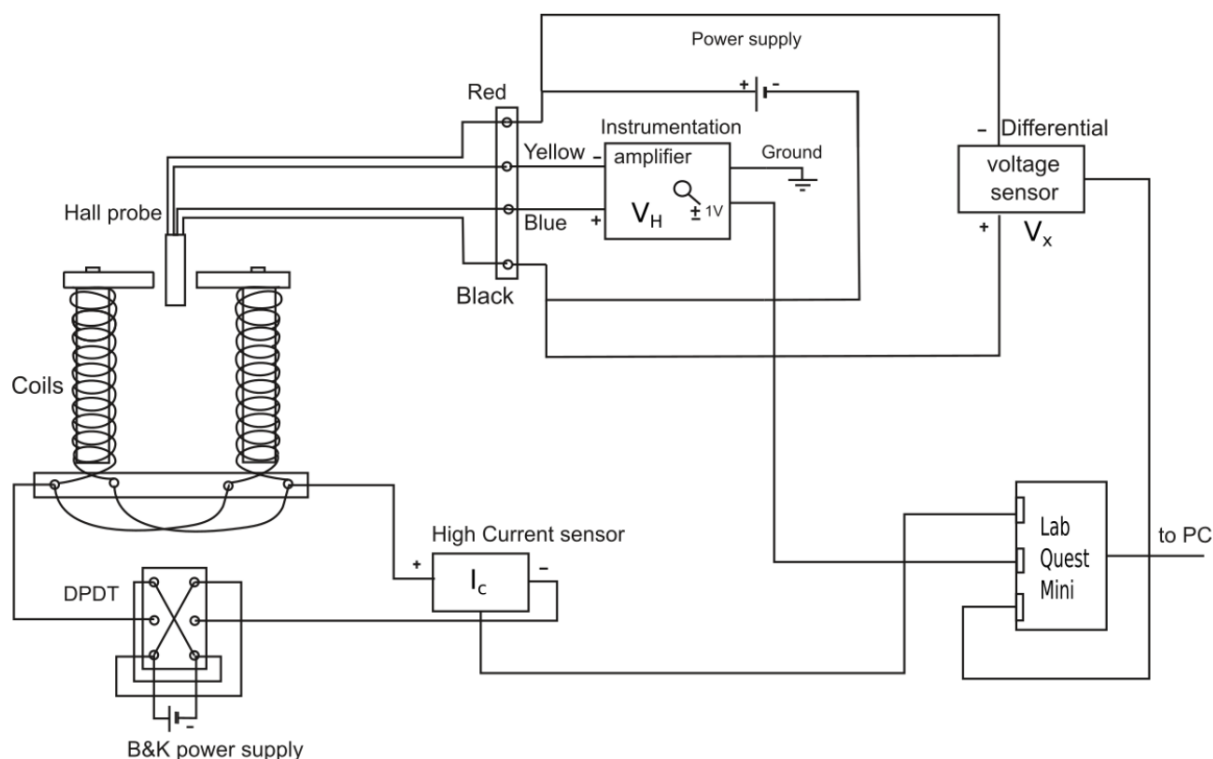 Power supply
+
-
Red
Instrumentation
- Differential
Yellow
-
amplifier
Ground
voltage
sensor
Hall probe
V_H
± 1V
+
Blue
+
V_x
Black
Coils
High Current sensor
Lab
Quest
Mini
to PC
+
-
I_c
DPDT
-
B&K power supply